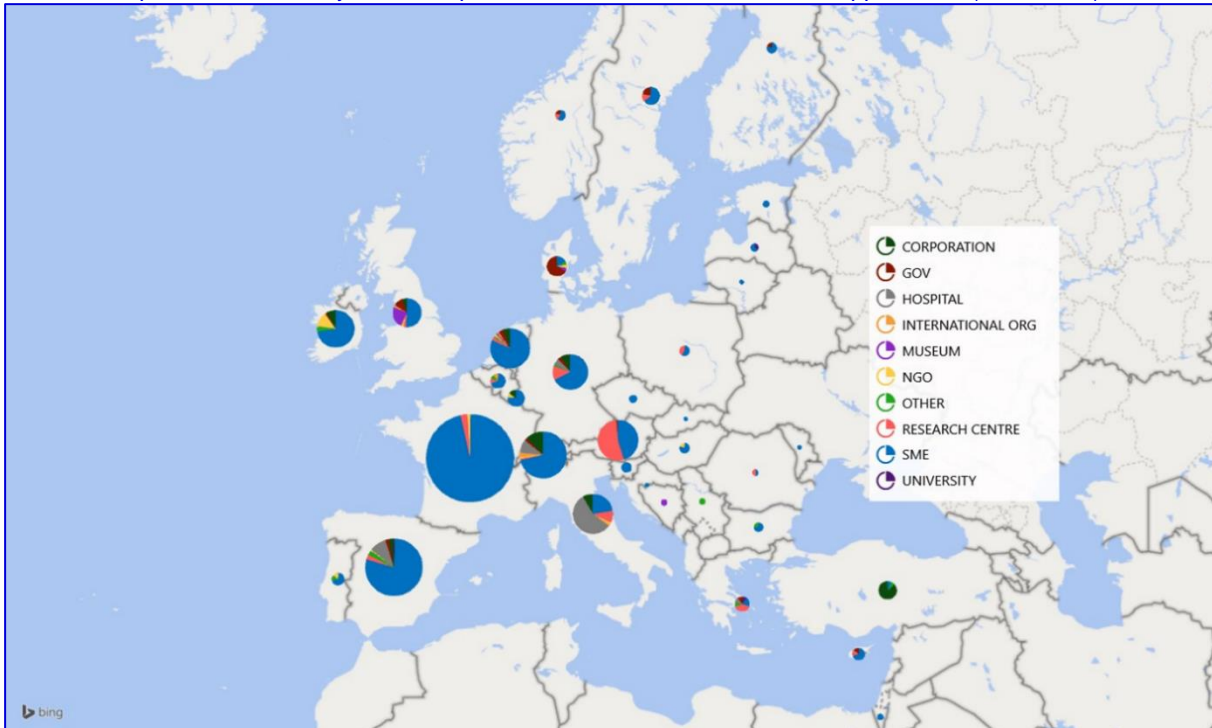 CORPORATION
GOV
HOSPITAL
INTERNATIONAL ORG
MUSEUM
NGO
OTHER
RESEARCH CENTRE
SME
UNIVERSITY
bing